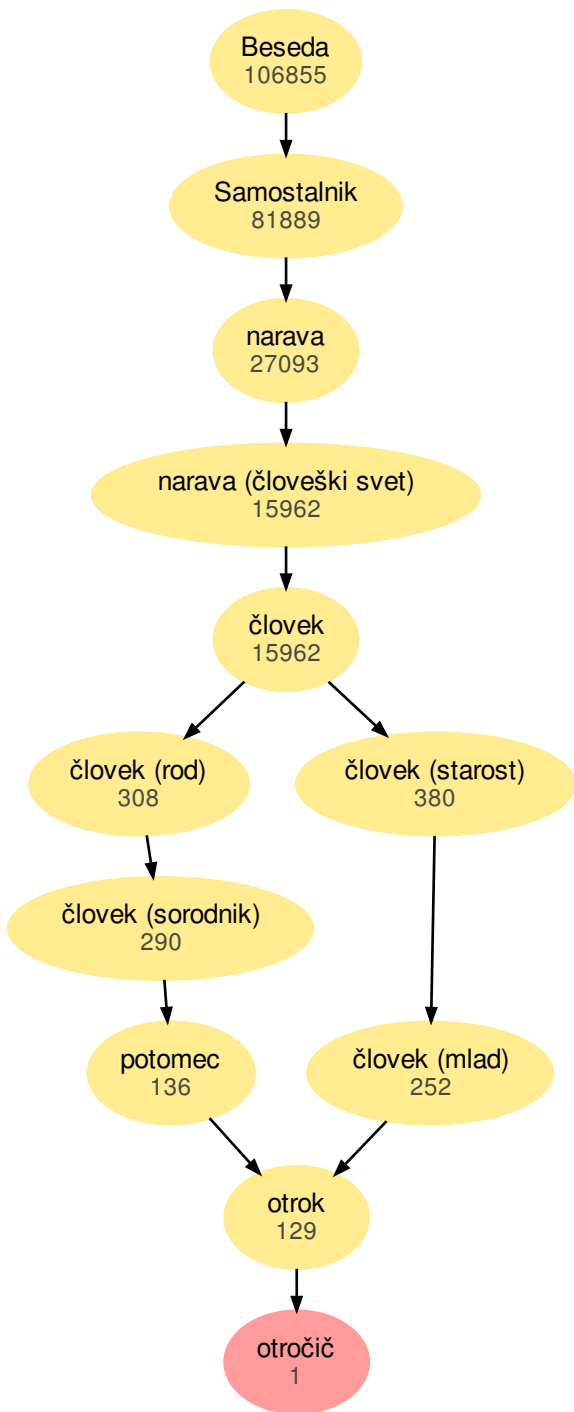 Beseda
106855
Samostalnik
81889
narava
27093
narava (človeški svet)
15962
človek
15962
človek (rod)
308
človek (starost)
380
človek (sorodnik)
290
potomec
136
človek (mlad)
252
otrok
129
otročič
1